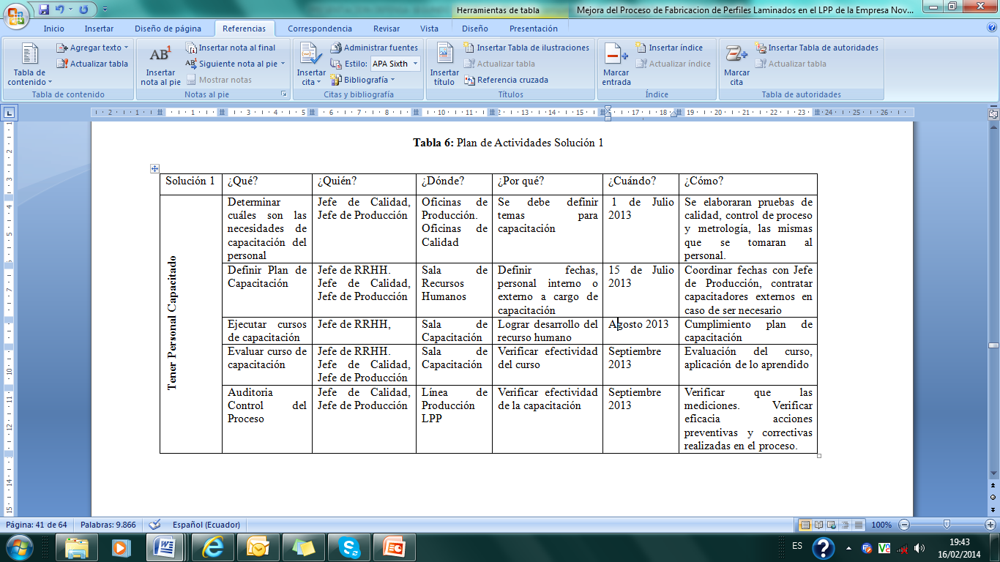 Herramientas de tabla
Mejora del Proceso de Fabricacion de Perfiles Laminados en el LPP de la Empresa Nov...
Inicio
Insertar
Diseño de página
Referencias
Correspondencia
Revisar
Vista
Diseño
Presentación
Tabla de
contenido
Agregar texto
Actualizar tabla
Tabla de contenido
AB1
Insertar
nota al pie
Insertar nota al final
Siguiente nota al pie
Mostrar notas
Notas al pie
Insertar
cita
Administrar fuentes
Estilo: APA Sixth
Bibliografía
Citas y bibliografía
Insertar
título
Insertar Tabla de ilustraciones
Actualizar tabla
Referencia cruzada
Títulos
Marcar
entrada
Insertar índice
Actualizar índice
Índice
Marcar
cita
Insertar Tabla de autoridades
Actualizar tabla
Tabla de autoridades
Tabla 6: Plan de Actividades Solución 1
Solución 1
¿Qué?
¿Quién?
¿Dónde?
¿Por qué?
¿Cuándo?
¿Cómo?
Tener Personal Capacitado
Determinar
cuáles son las
necesidades de
capacitación del
personal
Jefe de Calidad,
Jefe de Producción
Oficinas de
Producción.
Oficinas de
Calidad
Se debe definir
temas para
capacitación
1 de Julio
2013
Se elaboraran pruebas de
calidad, control de proceso
y metrología, las mismas
que se tomaran al
personal.
Definir Plan de
Capacitación
Jefe de RRHH.
Jefe de Calidad,
Jefe de Producción
Sala de
Recursos
Humanos
Definir fechas,
personal interno o
externo a cargo de
capacitación
15 de Julio
2013
Coordinar fechas con Jefe
de Producción, contratar
capacitadores externos en
caso de ser necesario
Ejecutar cursos
de capacitación
Jefe de RRHH,
Sala de
Capacitación
Lograr desarrollo del
recurso humano
Agosto 2013
Cumplimiento plan de
capacitación
Evaluar curso de
capacitación
Jefe de RRHH.
Jefe de Calidad,
Jefe de Producción
Sala de
Capacitación
Verificar efectividad
del curso
Septiembre
2013
Evaluación del curso,
aplicación de lo aprendido
Auditoria
Control del
Proceso
Jefe de Calidad,
Jefe de Producción
Línea de
Producción
LPP
Verificar efectividad
de la capacitación
Septiembre
2013
Verificar que las
mediciones. Verificar
eficacia acciones
preventivas y correctivas
realizadas en el proceso.
Página: 41 de 64
Palabras: 9.866
Español (Ecuador)
100%
ES
19:43
16/02/2014